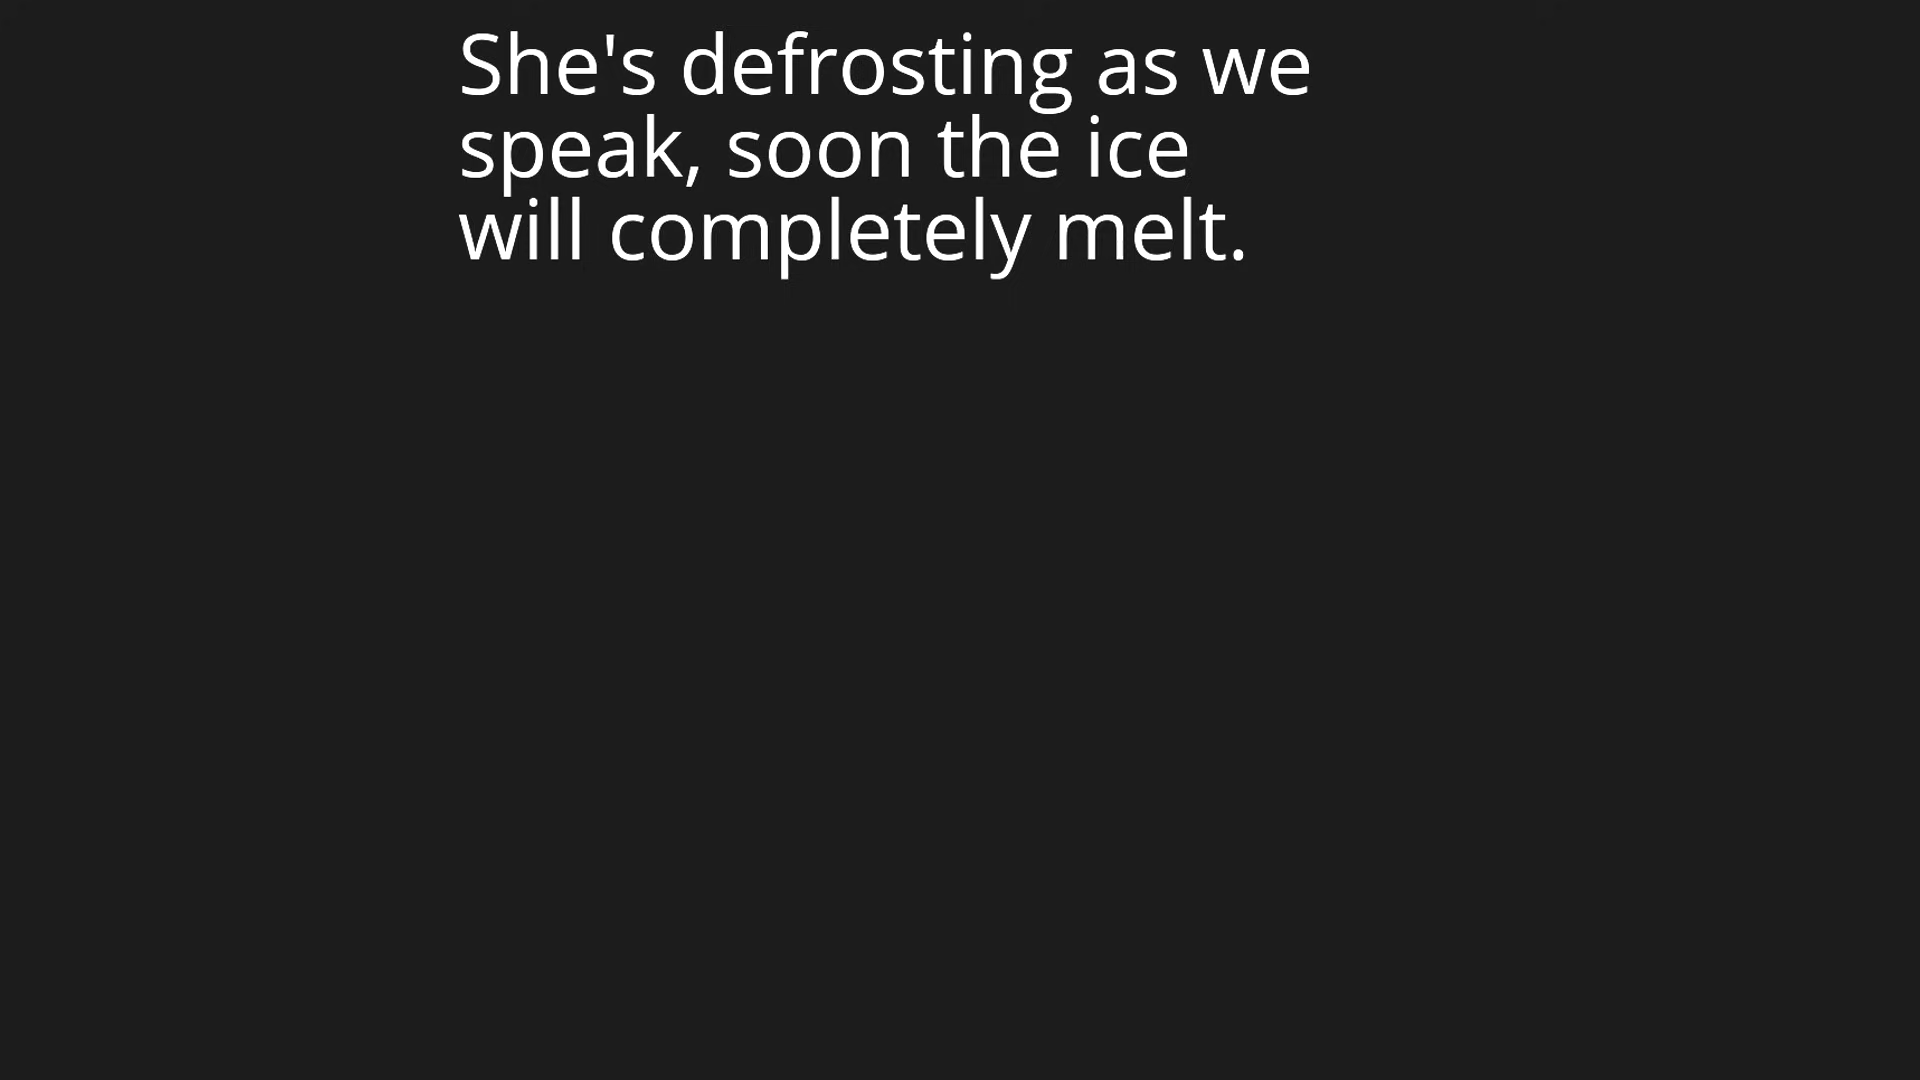 She's defrosting as we
speak, soon the ice
will completely melt.